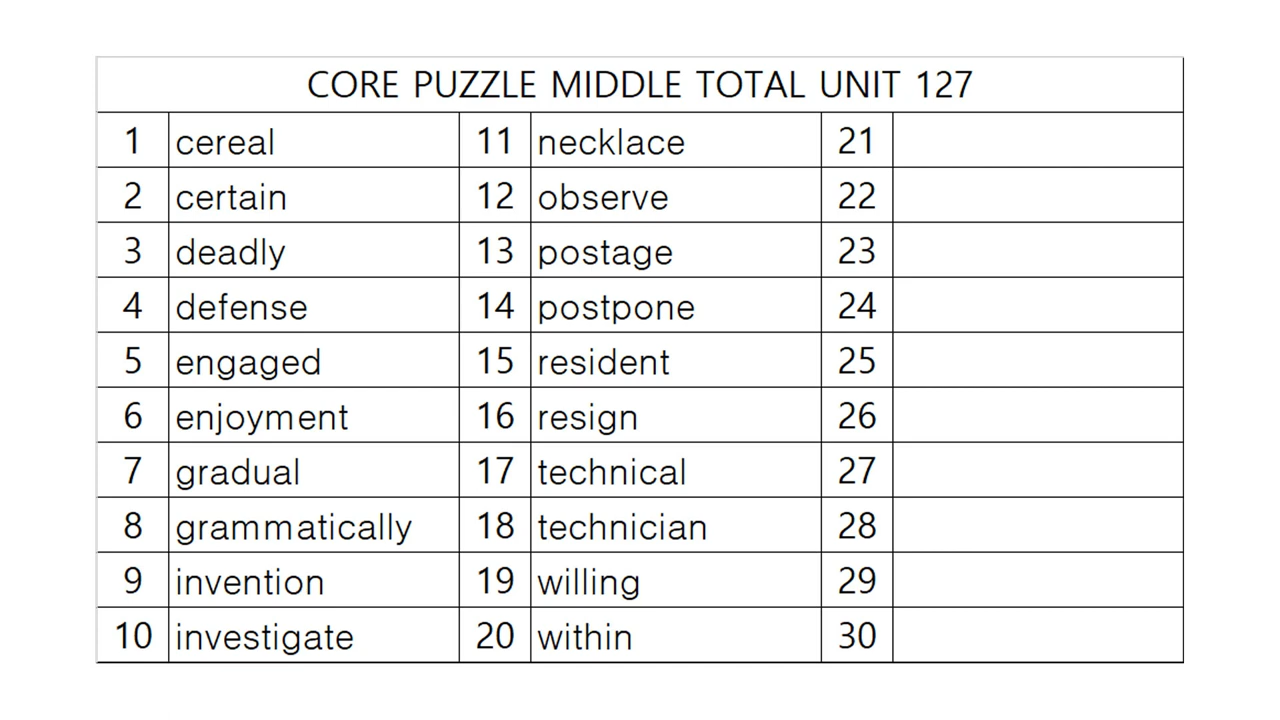 CORE PUZZLE MIDDLE TOTAL UNIT 127
1 cereal 11 necklace 21
2 certain 12 observe 22
3 deadly 13 postage 23
4 defense 14 postpone 24
5 engaged 15 resident 25
6 enjoyment 16 resign 26
7 gradual 17 technical 27
8 grammatically 18 technician 28
9 invention 19 willing 29
10 investigate 20 within 30